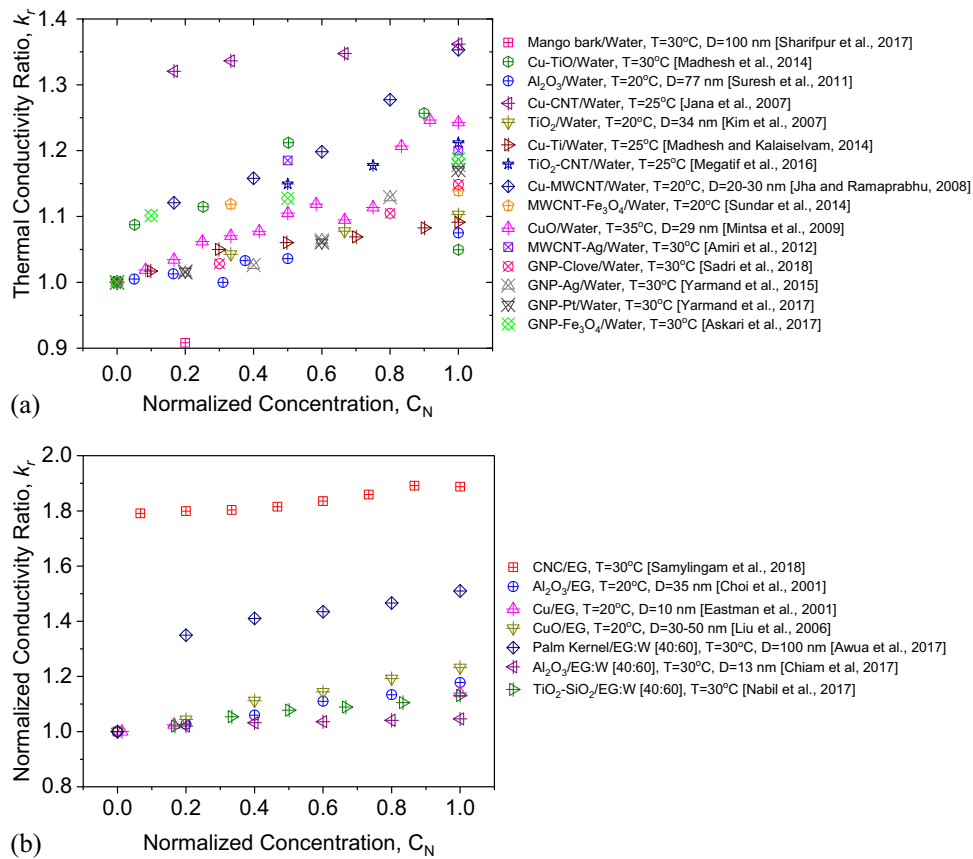 1.4
1.3
1.2
1.1
1.0
0.9
Thermal Conductivity Ratio, kr
0.0 0.2 0.4 0.6 0.8 1.0
Normalized Concentration, CN
(a)
Mango bark/Water, T=30°C, D=100 nm [Sharifpur et al., 2017]
Cu-TiO/Water, T=30°C [Madhesh et al., 2014]
Al2O3/Water, T=20°C, D=77 nm [Suresh et al., 2011]
Cu-CNT/Water, T=25°C [Jana et al., 2007]
TiO2/Water, T=20°C, D=34 nm [Kim et al., 2007]
Cu-Ti/Water, T=25°C [Madhesh and Kalaiselvam, 2014]
TiO2-CNT/Water, T=25°C [Megatif et al., 2016]
Cu-MWCNT/Water, T=20°C, D=20-30 nm [Jha and Ramaprabhu, 2008]
MWCNT-Fe3O4/Water, T=20°C [Sundar et al., 2014]
CuO/Water, T=35°C, D=29 nm [Mintsa et al., 2009]
MWCNT-Ag/Water, T=30°C [Amiri et al., 2012]
GNP-Clove/Water, T=30°C [Sadri et al., 2018]
GNP-Ag/Water, T=30°C [Yarmand et al., 2015]
GNP-Pt/Water, T=30°C [Yarmand et al., 2017]
GNP-Fe3O4/Water, T=30°C [Askari et al., 2017]
2.0
1.8
1.6
1.4
1.2
1.0
0.8
Normalized Conductivity Ratio, kr
0.0 0.2 0.4 0.6 0.8 1.0
Normalized Concentration, CN
(b)
CNC/EG, T=30°C [Samylingam et al., 2018]
Al2O3/EG, T=20°C, D=35 nm [Choi et al., 2001]
Cu/EG, T=20°C, D=10 nm [Eastman et al., 2001]
CuO/EG, T=20°C, D=30-50 nm [Liu et al., 2006]
Palm Kernel/EG:W [40:60], T=30°C, D=100 nm [Awua et al., 2017]
Al2O3/EG:W [40:60], T=30°C, D=13 nm [Chiam et al, 2017]
TiO2-SiO2/EG:W [40:60], T=30°C [Nabil et al., 2017]